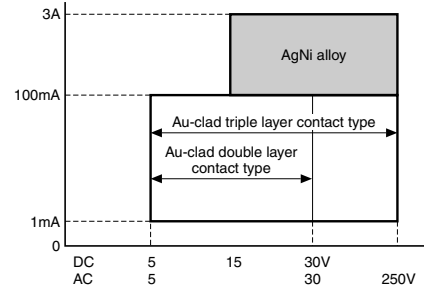 3A
AgNi alloy
100mA
Au-clad triple layer contact type
Au-clad double layer
contact type
1mA
0
DC 5 15 30V
AC 5 30 250V